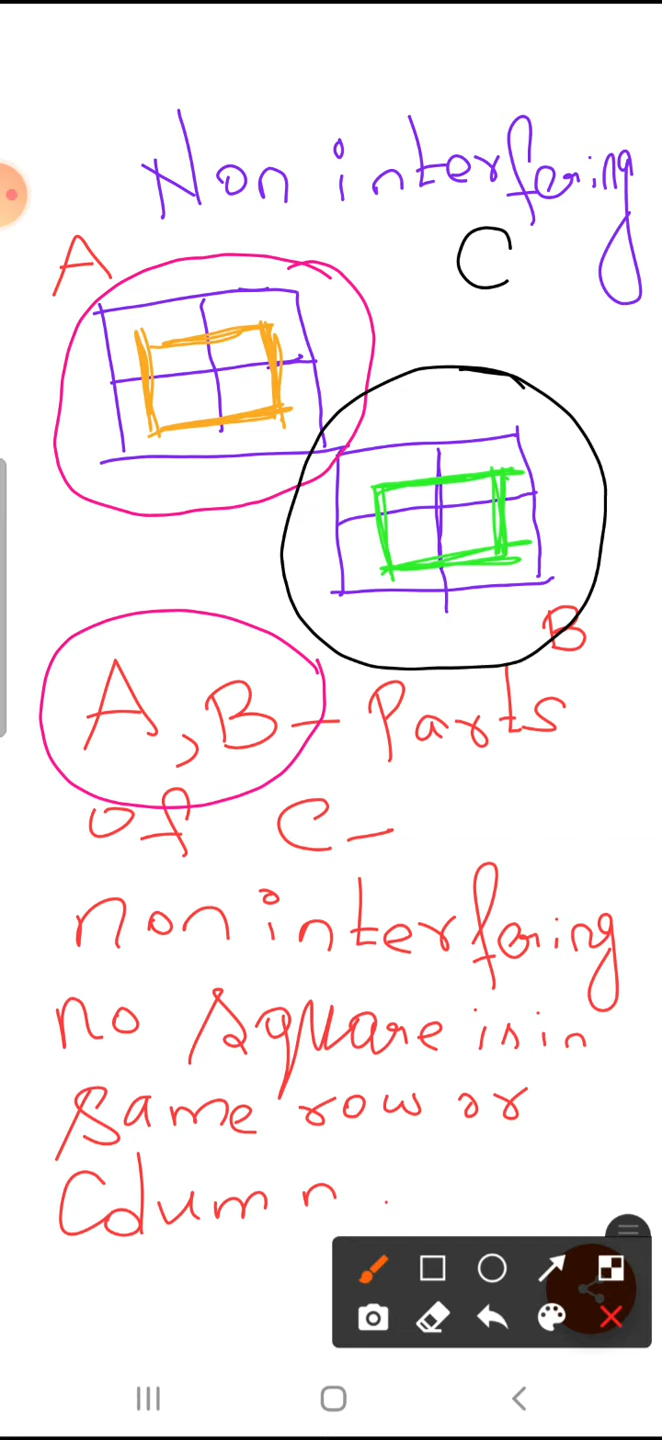 Non interfering
A
C
B
A, B - Parts
of C -
non interfering
no square is in
same row or
Column .